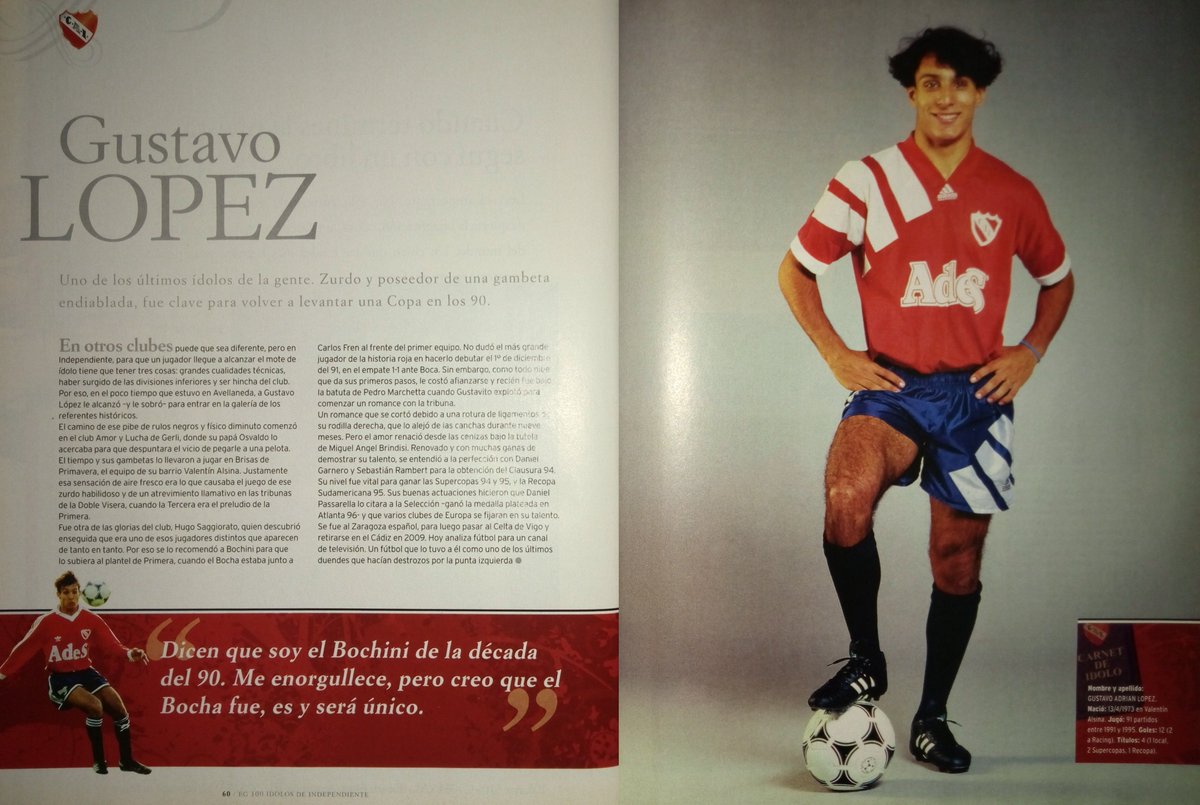 Gustavo
LOPEZ
Uno de los últimos ídolos de la gente. Zurdo y poseedor de una gambeta
endiablada, fue clave para volver a levantar una Copa en los 90.
En otros clubes puede que sea diferente, pero en
Independiente, para que un jugador llegue a alcanzar el mote de
ídolo tiene que tener tres cosas: grandes cualidades técnicas,
haber surgido de las divisiones inferiores y ser hincha del club.
Por eso, en el poco tiempo que estuvo en Avellaneda, a Gustavo
López le alcanzó -y le sobró- para entrar en la galería de los
referentes históricos.
El camino de ese pibe de rulos negros y físico diminuto comenzó
en el club Amor y Lucha de Gerli, donde su papá Osvaldo lo
acercaba para que despuntara el vicio de pegarle a una pelota.
El tiempo y sus gambetas lo llevaron a jugar en Brisas de
Primavera, el equipo de su barrio Valentín Alsina. Justamente
esa sensación de aire fresco era lo que causaba el juego de ese
zurdo habilidoso y de un atrevimiento llamativo en las tribunas
de la Doble Visera, cuando la Tercera era el preludio de la
Primera.
Fue otra de las glorias del club, Hugo Saggiorato, quien descubrió
enseguida que era uno de esos jugadores distintos que aparecen
de tanto en tanto. Por eso se lo recomendó a Bochini para que
lo subiera al plantel de Primera, cuando el Bocha estaba junto a
Carlos Fren al frente del primer equipo. No dudó el más grande
jugador de la historia roja en hacerlo debutar el 1º de diciembre
del 91, en el empate 1-1 ante Boca. Sin embargo, como todo pibe
que da sus primeros pasos, le costó afianzarse y recién fue bajo
la batuta de Pedro Marchetta cuando Gustavito explotó para
comenzar un romance con la tribuna.
Un romance que se cortó debido a una rotura de ligamentos de
su rodilla derecha, que lo alejó de las canchas durante nueve
meses. Pero el amor renació desde las cenizas bajo la tutela
de Miguel Angel Brindisi. Renovado y con muchas ganas de
demostrar su talento, se entendió a la perfección con Daniel
Garnero y Sebastián Rambert para la obtención del Clausura 94.
Su nivel fue vital para ganar las Supercopas 94 y 95, y la Recopa
Sudamericana 95. Sus buenas actuaciones hicieron que Daniel
Passarella lo citara a la Selección -ganó la medalla plateada en
Atlanta 96- y que varios clubes de Europa se fijaran en su talento.
Se fue al Zaragoza español, para luego pasar al Celta de Vigo y
retirarse en el Cádiz en 2009. Hoy analiza fútbol para un canal
de televisión. Un fútbol que lo tuvo a él como uno de los últimos
duendes que hacían destrozos por la punta izquierda
“Dicen que soy el Bochini de la década
del 90. Me enorgullece, pero creo que el
Bocha fue, es y será único.”
AdeS
60 / EG 100 IDOLOS DE INDEPENDIENTE
adidas
AdeS
CARNET
DE
IDOLO
Nombre y apellido:
GUSTAVO ADRIAN LOPEZ.
Nació: 13/4/1973 en Valentín
Alsina. Jugó: 91 partidos
entre 1991 y 1995. Goles: 12 (2
a Racing). Títulos: 4 (1 local,
2 Supercopas, 1 Recopa).